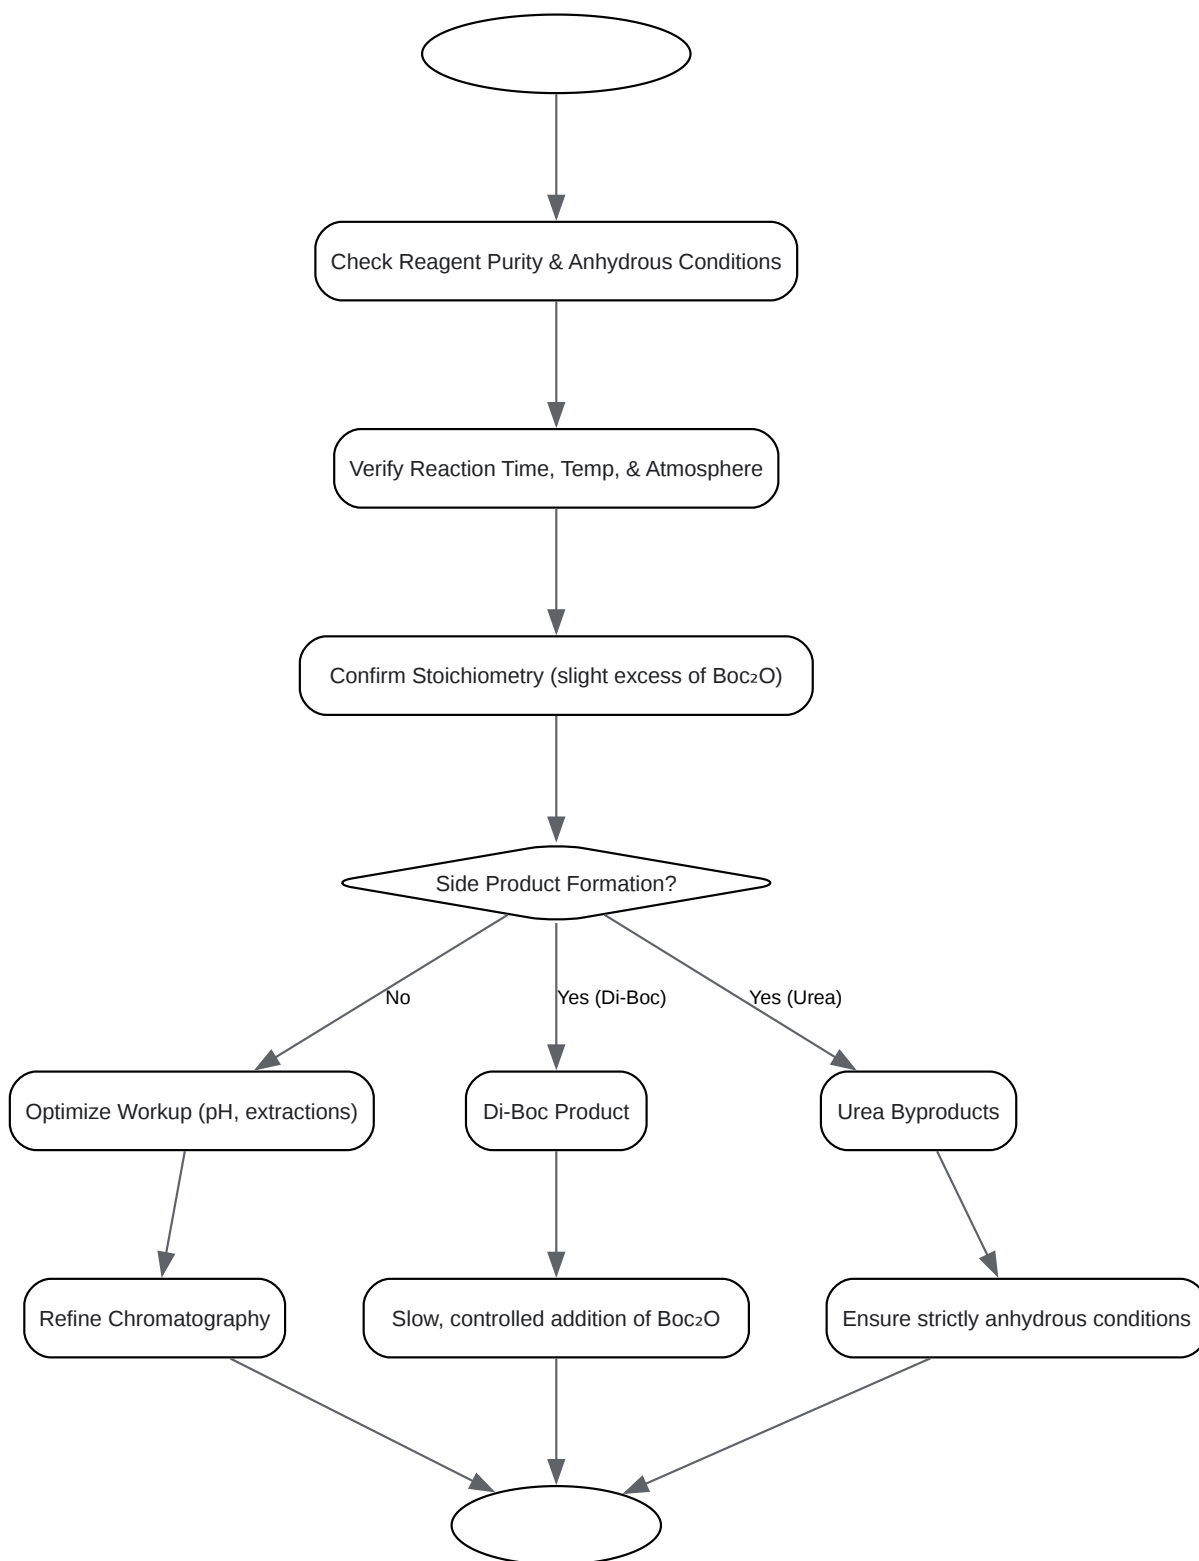 Check Reagent Purity & Anhydrous Conditions
Verify Reaction Time, Temp, & Atmosphere
Confirm Stoichiometry (slight excess of Boc₂O)
Side Product Formation?
No
Yes (Di-Boc)
Yes (Urea)
Optimize Workup (pH, extractions)
Di-Boc Product
Urea Byproducts
Refine Chromatography
Slow, controlled addition of Boc₂O
Ensure strictly anhydrous conditions